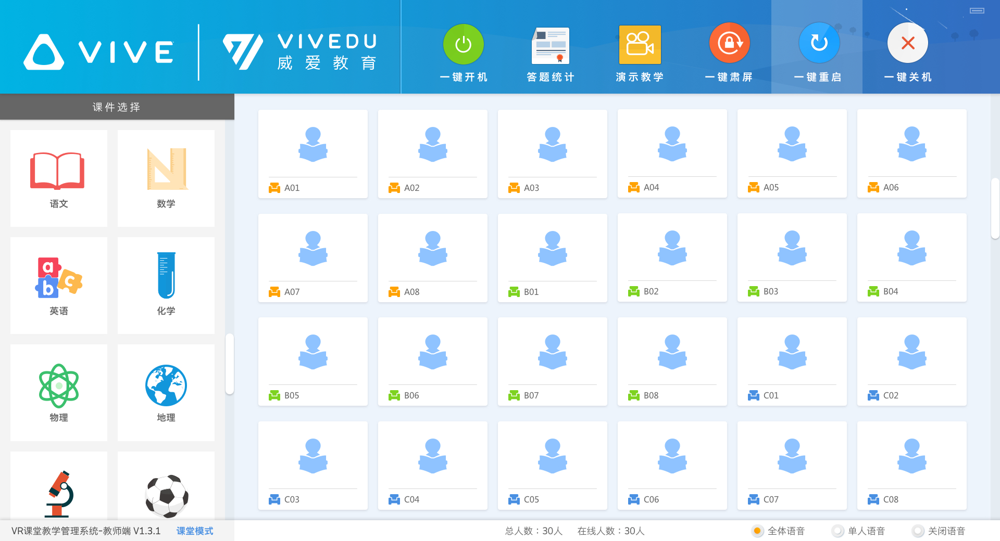 VIVE
VIVEDU
威爱教育
一键开机
答题统计
演示教学
一键肃屏
一键重启
一键关机
课件选择
语文
数学
英语
化学
物理
地理
a
b
c
A01
A02
A03
A04
A05
A06
A07
A08
B01
B02
B03
B04
B05
B06
B07
B08
C01
C02
C03
C04
C05
C06
C07
C08
VR课堂教学管理系统-教师端 V1.3.1
课堂模式
总人数：30人
在线人数：30人
全体语音
单人语音
关闭语音